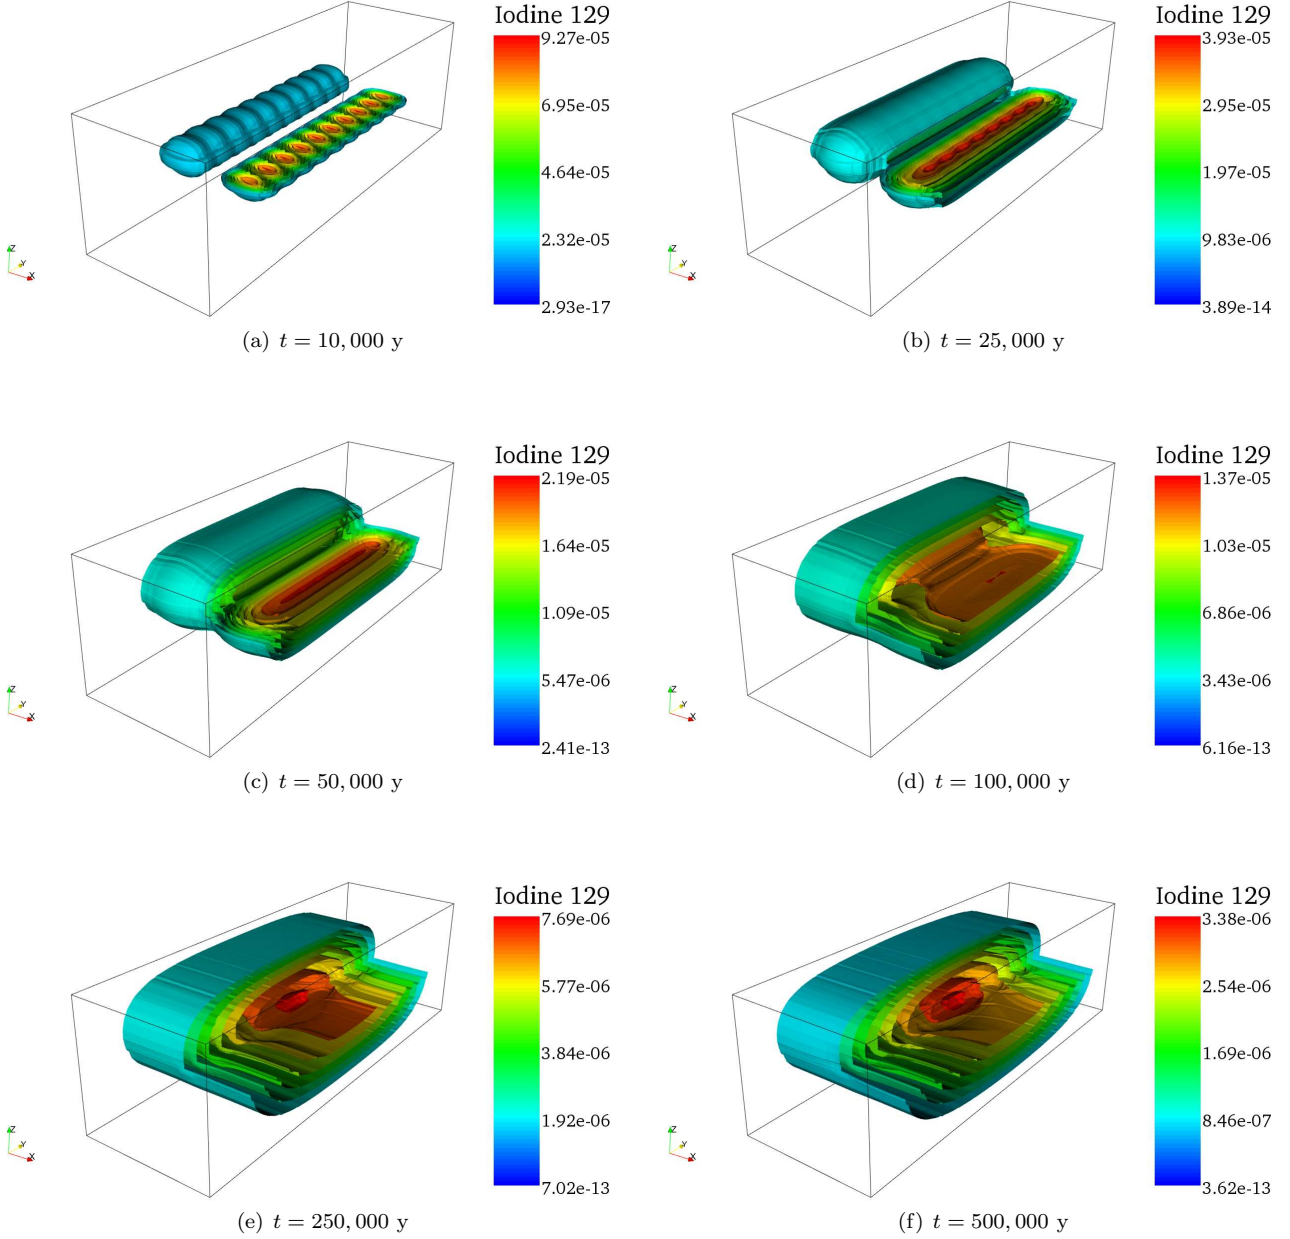 Iodine 129
9.27e-05
6.95e-05
4.64e-05
2.32e-05
2.93e-17
Z
Y
X
(a) t = 10,000 y
Iodine 129
3.93e-05
2.95e-05
1.97e-05
9.83e-06
3.89e-14
Z
Y
X
(b) t = 25,000 y
Iodine 129
2.19e-05
1.64e-05
1.09e-05
5.47e-06
2.41e-13
Z
Y
X
(c) t = 50,000 y
Iodine 129
1.37e-05
1.03e-05
6.86e-06
3.43e-06
6.16e-13
Z
Y
X
(d) t = 100,000 y
Iodine 129
7.69e-06
5.77e-06
3.84e-06
1.92e-06
7.02e-13
Z
Y
X
(e) t = 250,000 y
Iodine 129
3.38e-06
2.54e-06
1.69e-06
8.46e-07
3.62e-13
Z
Y
X
(f) t = 500,000 y